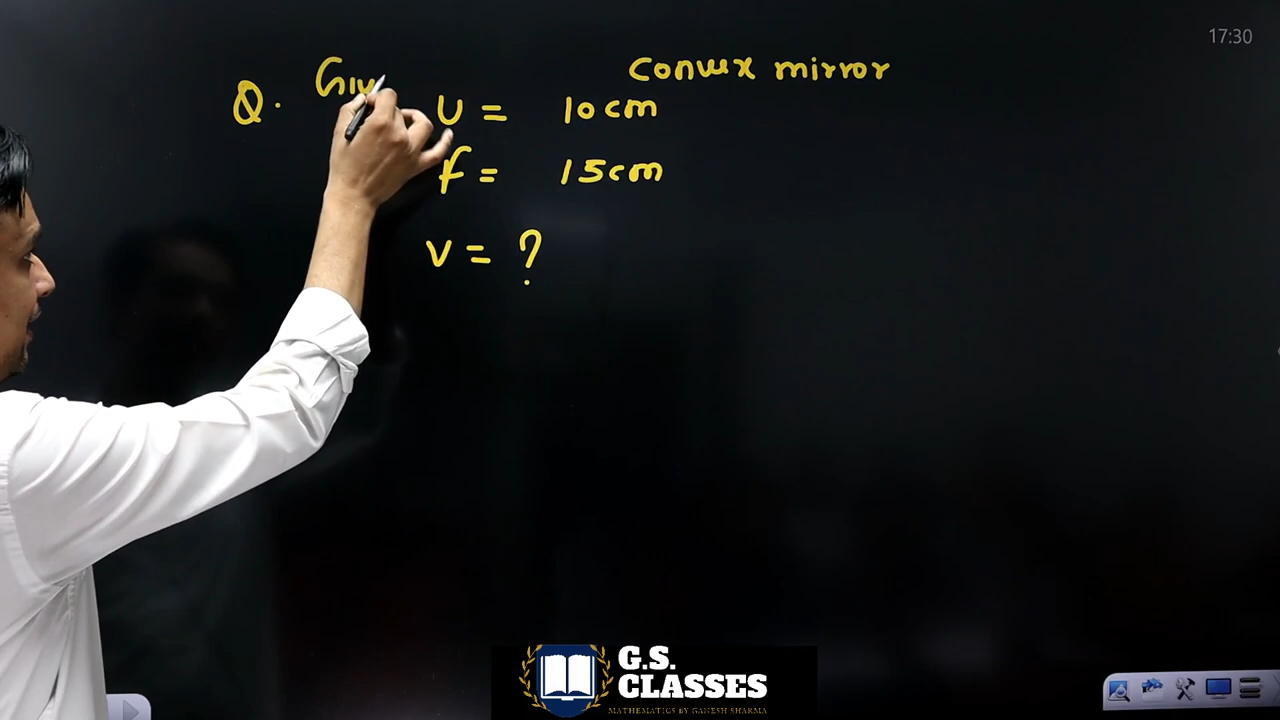 17:30
Convex mirror
Q. Giv
u = 10cm
f = 15cm
v = ?
G.S.
CLASSES
MATHEMATICS BY GANESH SHARMA